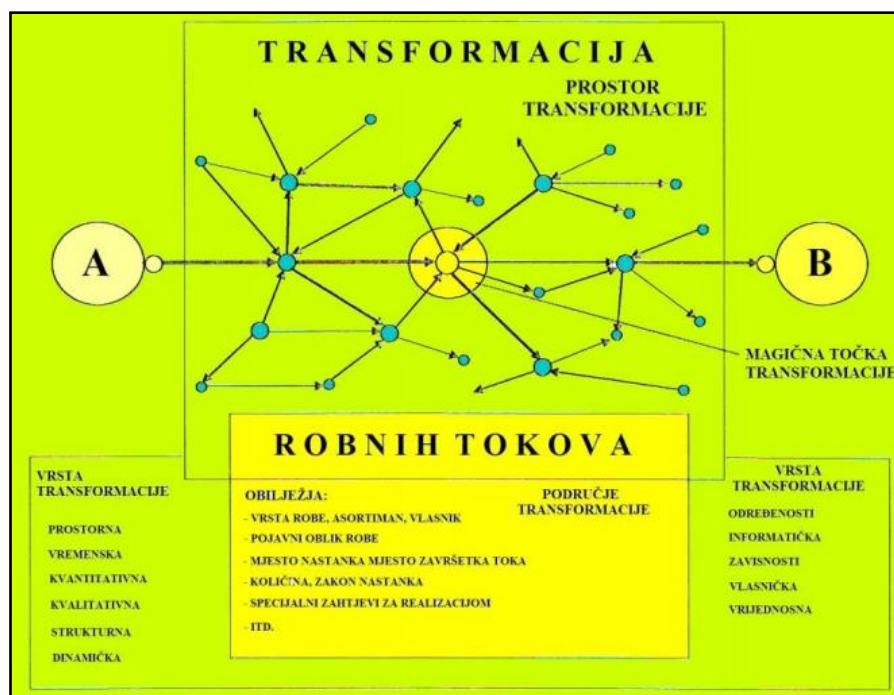 TRANSFORMACIJA
PROSTOR
TRANSFORMACIJE
A
B
MAGIČNA TOČKA
TRANSFORMACIJE
ROBNIH TOKOVA
VRSTA
TRANSFORMACIJE
PROSTORNA
VREMENSKA
KVANTITATIVNA
KVALITATIVNA
STRUKTURNA
DINAMIČKA
OBILJEŽJA:
- VRSTA ROBE, ASORTIMAN, VLASNIK
- POJAVNI OBLIK ROBE
- MJESTO NASTANKA MJESTO ZAVRŠETKA TOKA
- KOLIČINA, ZAKON NASTANKA
- SPECIJALNI ZAHTJEVI ZA REALIZACIJOM
- ITD.
PODRUČJE
TRANSFORMACIJE
VRSTA
TRANSFORMACIJE
ODREĐENOSTI
INFORMATIČKA
ZAVISNOSTI
VLASNIČKA
VRIJEDNOSNA